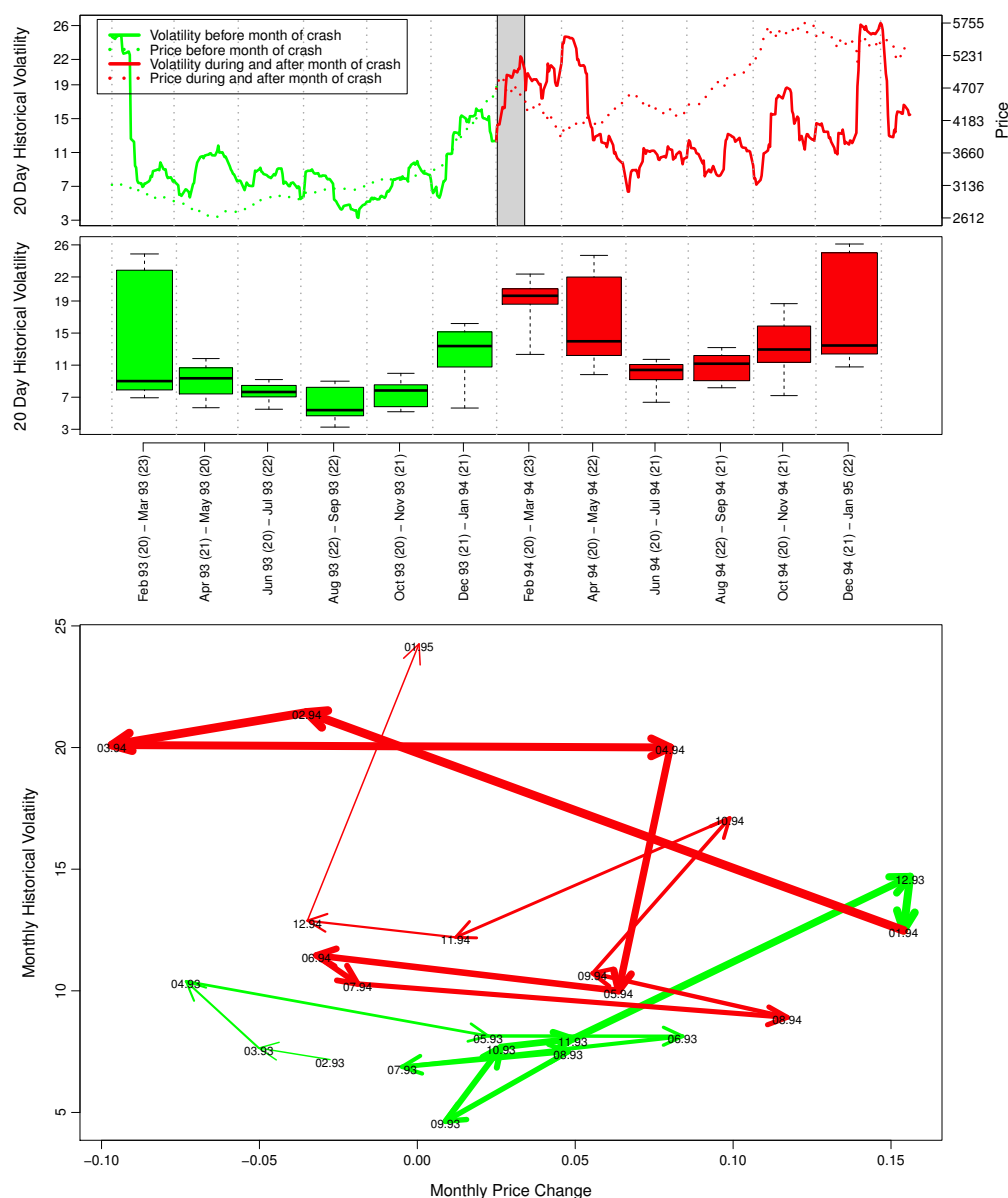 Volatility before month of crash
Price before month of crash
Volatility during and after month of crash
Price during and after month of crash
20 Day Historical Volatility
26
22
19
15
11
7
3
Price
5755
5231
4707
4183
3660
3136
2612
20 Day Historical Volatility
26
22
19
15
11
7
3
Feb 93 (20) − Mar 93 (23)
Apr 93 (21) − May 93 (20)
Jun 93 (20) − Jul 93 (22)
Aug 93 (22) − Sep 93 (22)
Oct 93 (20) − Nov 93 (21)
Dec 93 (21) − Jan 94 (21)
Feb 94 (20) − Mar 94 (23)
Apr 94 (20) − May 94 (22)
Jun 94 (20) − Jul 94 (21)
Aug 94 (22) − Sep 94 (21)
Oct 94 (20) − Nov 94 (21)
Dec 94 (21) − Jan 95 (22)
Monthly Historical Volatility
25
20
15
10
5
01.95
02.94
03.94
04.94
10.94
12.93
12.94
01.94
11.94
06.94
09.94
04.93
07.94
05.94
08.94
05.93
11.93
06.93
03.93
10.93
08.93
02.93
07.93
09.93
−0.10
−0.05
0.00
0.05
0.10
0.15
Monthly Price Change